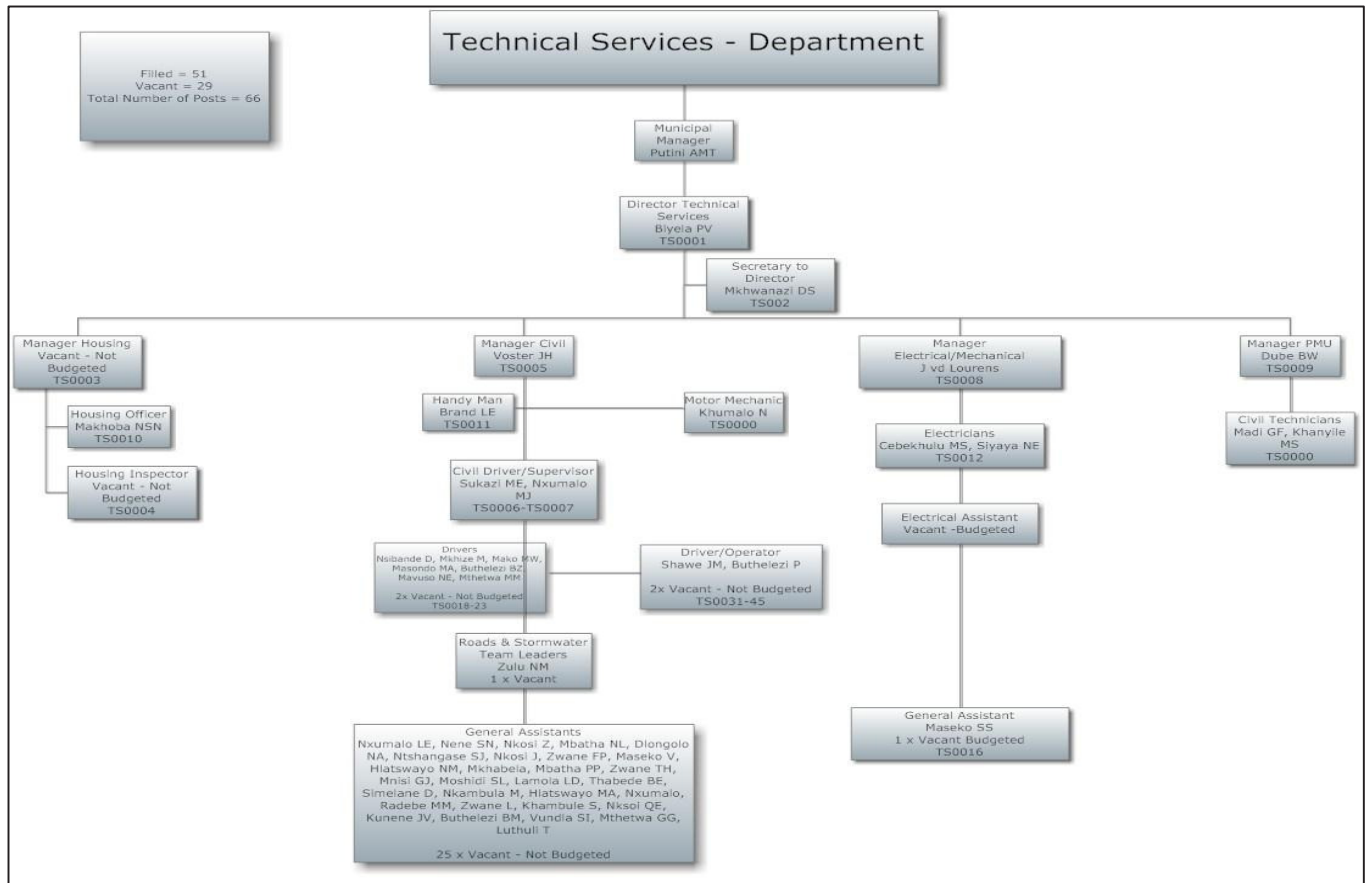 Technical Services - Department
Filled = 51
Vacant = 29
Total Number of Posts = 66
Municipal
Manager
Putini AMT
Director Technical
Services
Biyela PV
TS0001
Secretary to
Director
Mkhwanazi DS
TS002
Manager Housing
Vacant - Not
Budgeted
TS0003
Housing Officer
Makhoba NSN
TS0010
Housing Inspector
Vacant - Not
Budgeted
TS0004
Manager Civil
Voster JH
TS0005
Handy Man
Brand LE
TS0011
Motor Mechanic
Khumalo N
TS0000
Civil Driver/Supervisor
Sukazi ME, Nxumalo
MJ
TS0006-TS0007
Drivers
Nsibande D, Mkhize M, Mako MW,
Masondo MA, Buthelezi BZ,
Mavuso NE, Mthetwa MM
2x Vacant - Not Budgeted
TS0018-23
Driver/Operator
Shawe JM, Buthelezi P
2x Vacant - Not Budgeted
TS0031-45
Roads & Stormwater
Team Leaders
Zulu NM
1 x Vacant
General Assistants
Nxumalo LE, Nene SN, Nkosi Z, Mbatha NL, Dlongolo
NA, Ntshangase SJ, Nkosi J, Zwane FP, Maseko V,
Hlatswayo NM, Mkhabela, Mbatha PP, Zwane TH,
Mnisi GJ, Moshidi SL, Lamola LD, Thabede BE,
Simelane D, Nkambula M, Hlatswayo MA, Nxumalo,
Radebe MM, Zwane L, Khambule S, Nksoi QE,
Kunene JV, Buthelezi BM, Vundla SI, Mthetwa GG,
Luthuli T
25 x Vacant - Not Budgeted
Manager
Electrical/Mechanical
J vd Lourens
TS0008
Electricians
Cebekhulu MS, Siyaya NE
TS0012
Electrical Assistant
Vacant -Budgeted
General Assistant
Maseko SS
1 x Vacant Budgeted
TS0016
Manager PMU
Dube BW
TS0009
Civil Technicians
Madi GF, Khanyile
MS
TS0000